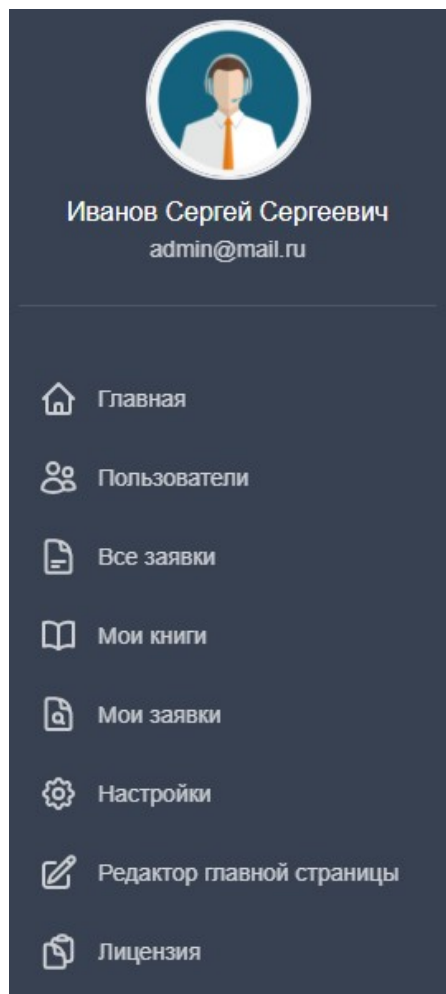 Иванов Сергей Сергеевич
admin@mail.ru
Главная
Пользователи
Все заявки
Мои книги
Мои заявки
Настройки
Редактор главной страницы
Лицензия